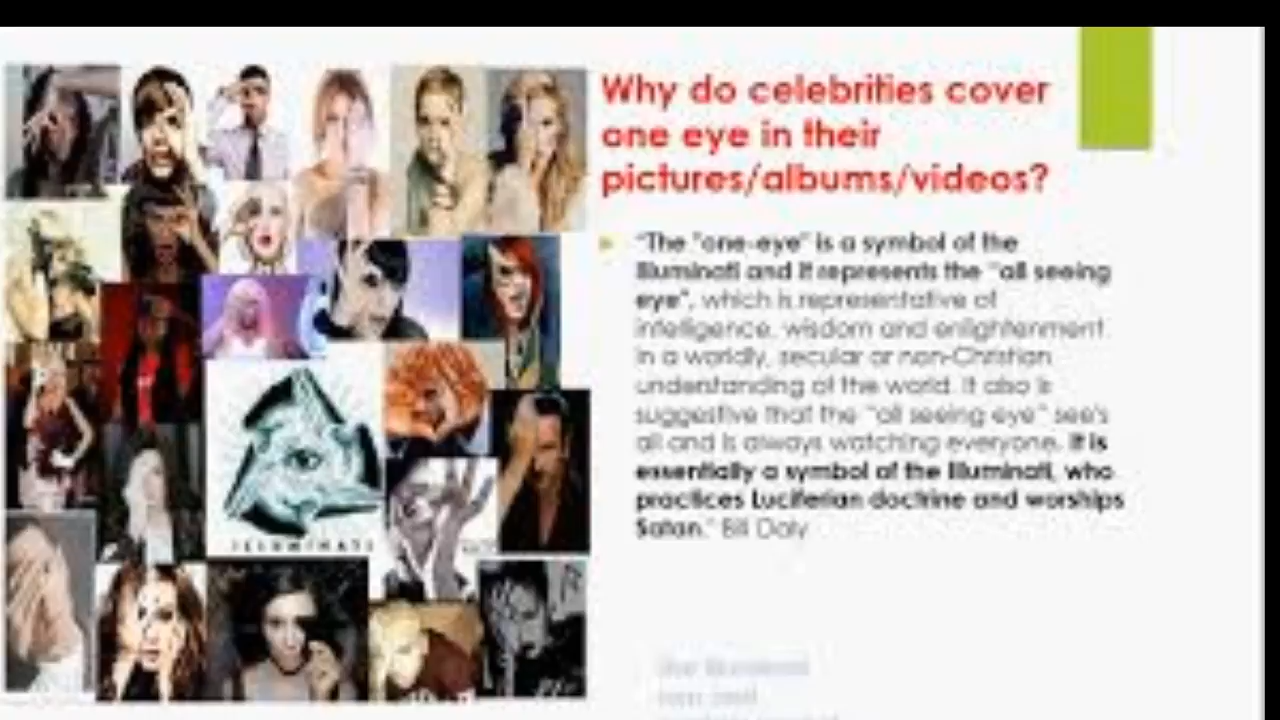 Why do celebrities cover
one eye in their
pictures/albums/videos?
"The "one-eye" is a symbol of the
Illuminati and it represents the "all seeing
eye", which is representative of
intelligence, wisdom and enlightenment
in a worldly, secular or non-Christian
understanding of the world. It also is
suggestive that the "all seeing eye" see's
all and is always watching everyone. It is
essentially a symbol of the Illuminati, who
practices Luciferian doctrine and worships
Satan." Bill Daly
ILLUMINATI